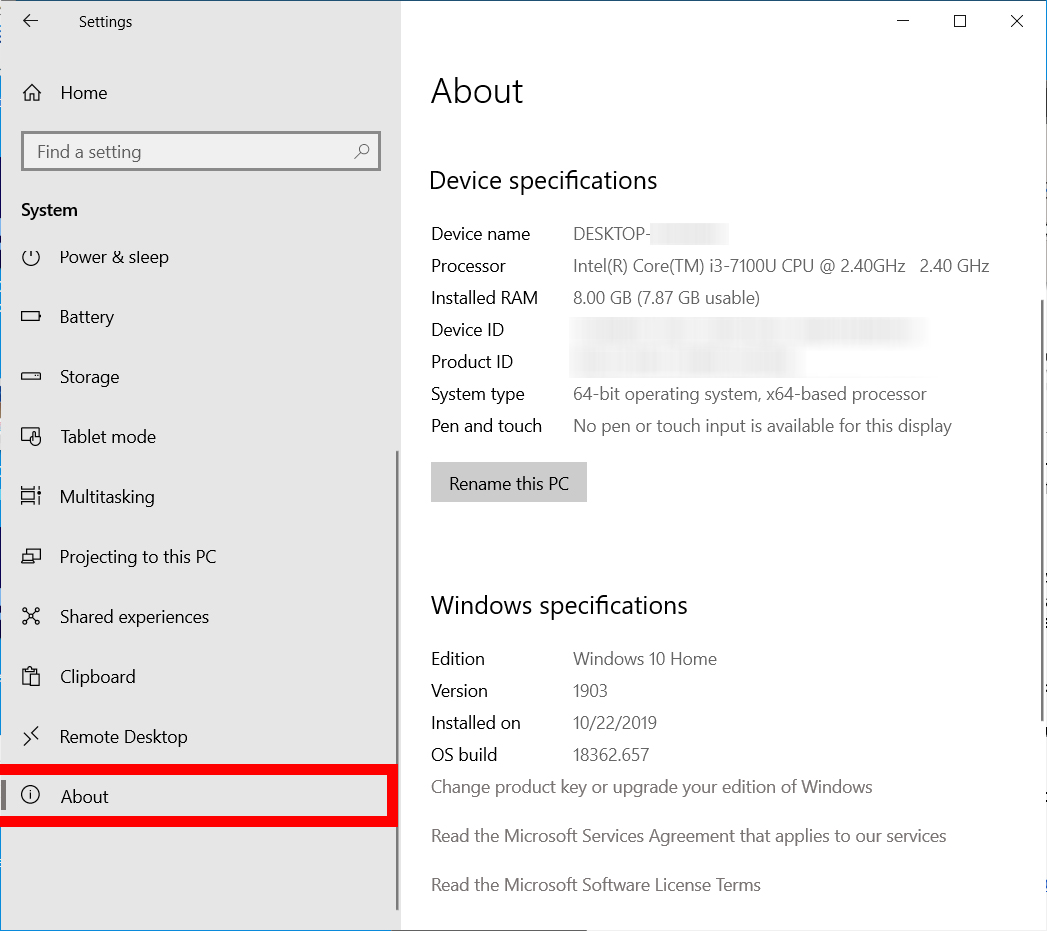 Settings
Home
Find a setting
System
Power & sleep
Battery
Storage
Tablet mode
Multitasking
Projecting to this PC
Shared experiences
Clipboard
Remote Desktop
About
About
Device specifications
Device name DESKTOP-
Processor Intel(R) Core(TM) i3-7100U CPU @ 2.40GHz 2.40 GHz
Installed RAM 8.00 GB (7.87 GB usable)
Device ID
Product ID
System type 64-bit operating system, x64-based processor
Pen and touch No pen or touch input is available for this display
Rename this PC
Windows specifications
Edition Windows 10 Home
Version 1903
Installed on 10/22/2019
OS build 18362.657
Change product key or upgrade your edition of Windows
Read the Microsoft Services Agreement that applies to our services
Read the Microsoft Software License Terms